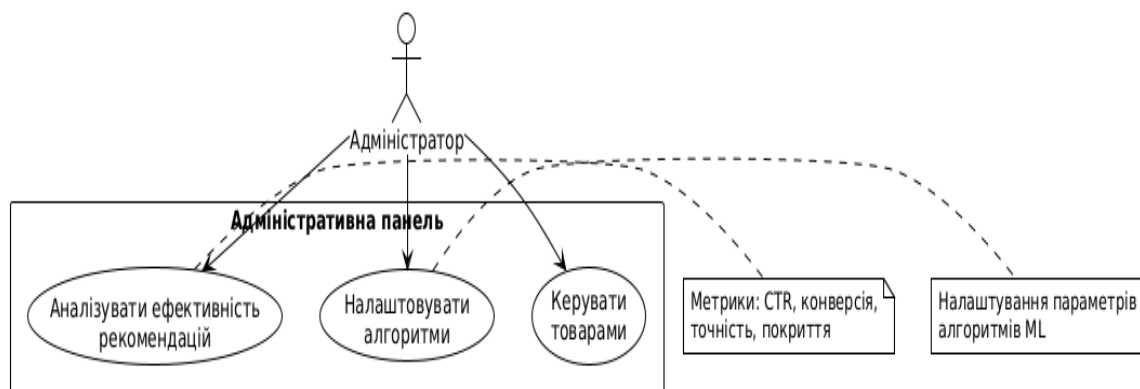 Адміністратор
Адміністративна панель
Аналізувати ефективність
рекомендацій
Налаштовувати
алгоритми
Керувати
товарами
Метрики: CTR, конверсія,
точність, покриття
Налаштування параметрів
алгоритмів ML